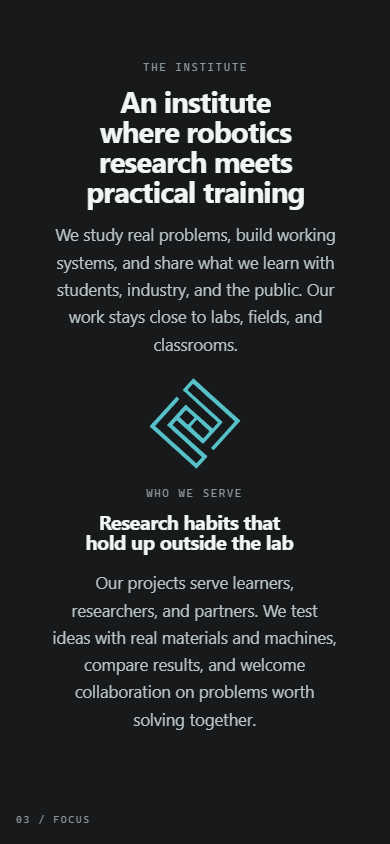 THE INSTITUTE
An institute
where robotics
research meets
practical training
We study real problems, build working
systems, and share what we learn with
students, industry, and the public. Our
work stays close to labs, fields, and
classrooms.
WHO WE SERVE
Research habits that
hold up outside the lab
Our projects serve learners,
researchers, and partners. We test
ideas with real materials and machines,
compare results, and welcome
collaboration on problems worth
solving together.
03 / FOCUS